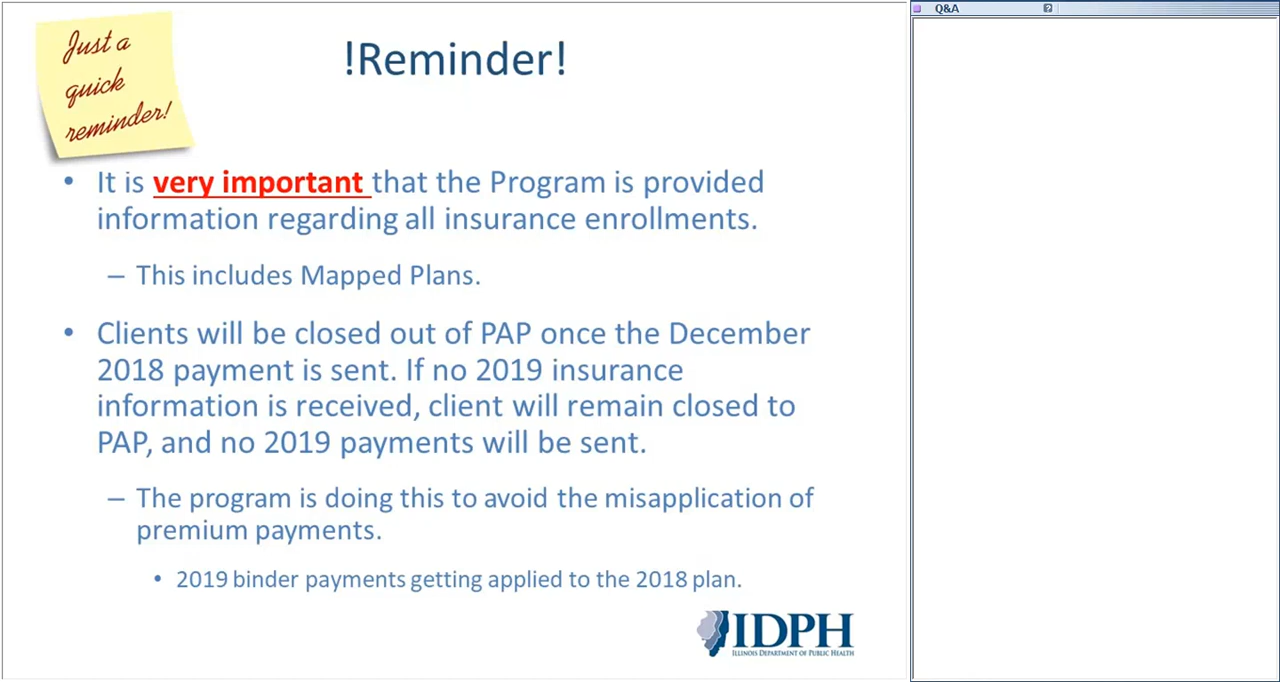 Just a
quick
reminder!
!Reminder!
• It is very important that the Program is provided
information regarding all insurance enrollments.
– This includes Mapped Plans.
• Clients will be closed out of PAP once the December
2018 payment is sent. If no 2019 insurance
information is received, client will remain closed to
PAP, and no 2019 payments will be sent.
– The program is doing this to avoid the misapplication of
premium payments.
• 2019 binder payments getting applied to the 2018 plan.
IDPH
ILLINOIS DEPARTMENT OF PUBLIC HEALTH
Q&A
?